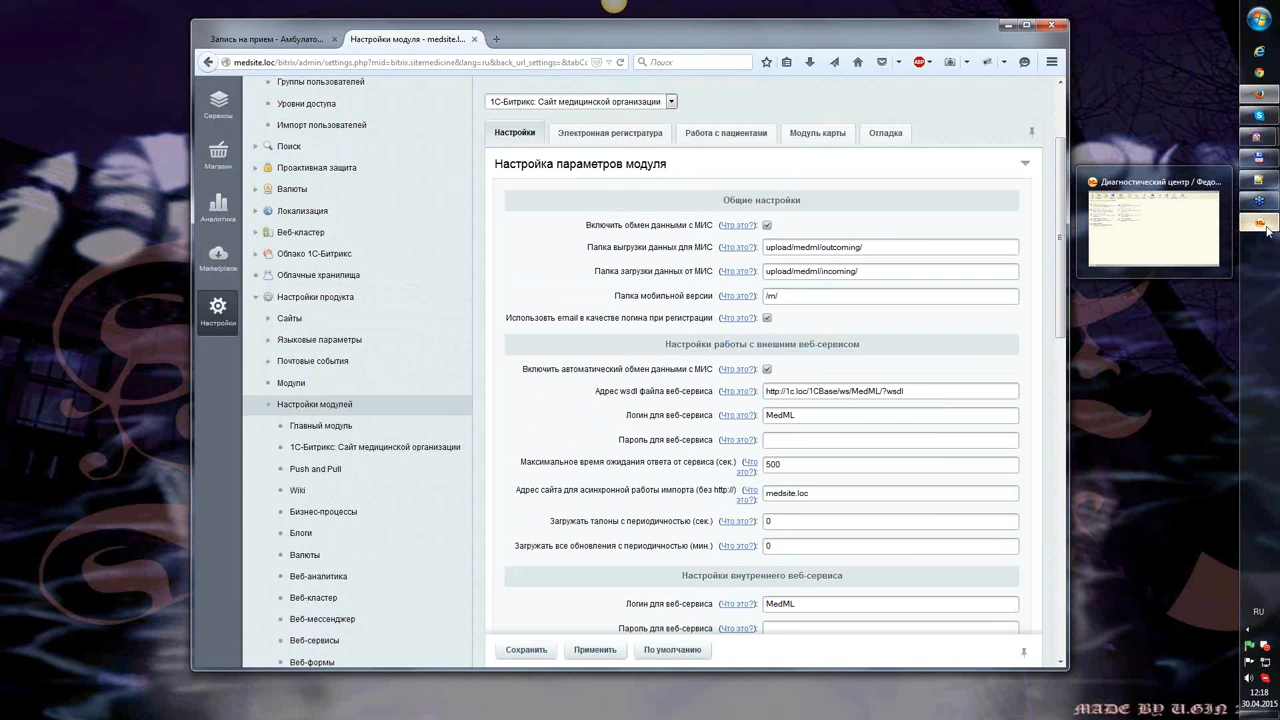 Запись на прием - Амбулато...
Настройки модуля - medsite.l...
medsite.loc/bitrix/admin/settings.php?mid=bitrix.sitemedicine&lang=ru&back_url_settings=&tabCo
Поиск
Сервисы
Магазин
Аналитика
Marketplace
Настройки
Группы пользователей
Уровни доступа
Импорт пользователей
Поиск
Проактивная защита
Валюты
Локализация
Веб-кластер
Облако 1С-Битрикс
Облачные хранилища
Настройки продукта
Сайты
Языковые параметры
Почтовые события
Модули
Настройки модулей
Главный модуль
1С-Битрикс: Сайт медицинской организации
Push and Pull
Wiki
Бизнес-процессы
Блоги
Валюты
Веб-аналитика
Веб-кластер
Веб-мессенджер
Веб-сервисы
Веб-формы
1С-Битрикс: Сайт медицинской организации
Настройки Электронная регистратура Работа с пациентами Модуль карты Отладка
Настройка параметров модуля
Общие настройки
Включить обмен данными с МИС (Что это?):
Папка выгрузки данных для МИС (Что это?): upload/medml/outcoming/
Папка загрузки данных от МИС (Что это?): upload/medml/incoming/
Папка мобильной версии (Что это?): /m/
Использовть email в качестве логина при регистрации (Что это?):
Настройки работы с внешним веб-сервисом
Включить автоматический обмен данными с МИС (Что это?):
Адрес wsdl файла веб-сервиса (Что это?): http://1c.loc/1CBase/ws/MedML/?wsdl
Логин для веб-сервиса (Что это?): MedML
Пароль для веб-сервиса (Что это?):
Максимальное время ожидания ответа от сервиса (сек.) (Что
это?): 500
Адрес сайта для асинхронной работы импорта (без http://) (Что
это?): medsite.loc
Загружать талоны с периодичностью (сек.) (Что это?): 0
Загружать все обновления с периодичностью (мин.) (Что это?): 0
Настройки внутреннего веб-сервиса
Логин для веб-сервиса (Что это?): MedML
Пароль для веб-сервиса (Что это?):
Сохранить Применить По умолчанию
Диагностический центр / Федо...
RU
12:18
30.04.2015
MADE BY U.GIN